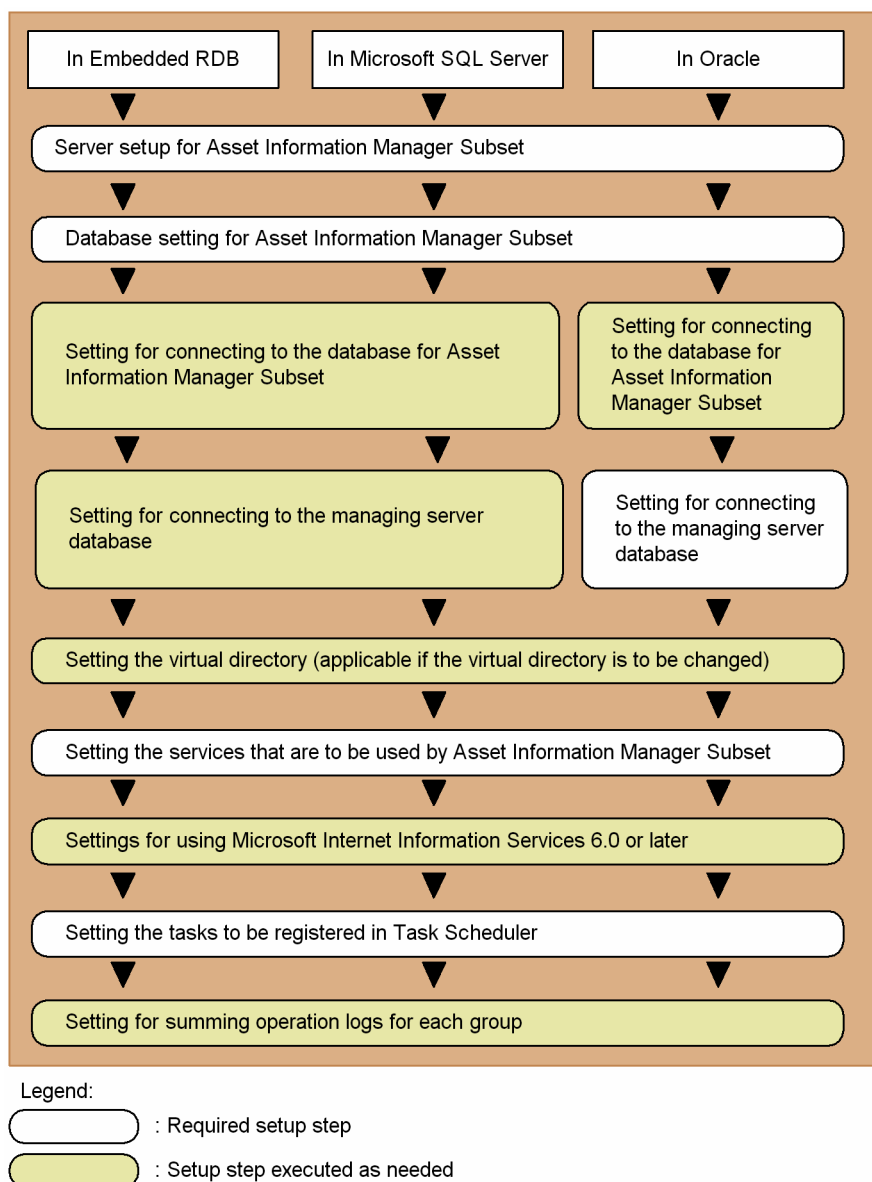 In Embedded RDB
In Microsoft SQL Server
In Oracle
Server setup for Asset Information Manager Subset
Database setting for Asset Information Manager Subset
Setting for connecting to the database for Asset
Information Manager Subset
Setting for connecting
to the database for
Asset Information
Manager Subset
Setting for connecting to the managing server
database
Setting for connecting
to the managing server
database
Setting the virtual directory (applicable if the virtual directory is to be changed)
Setting the services that are to be used by Asset Information Manager Subset
Settings for using Microsoft Internet Information Services 6.0 or later
Setting the tasks to be registered in Task Scheduler
Setting for summing operation logs for each group
Legend:
: Required setup step
: Setup step executed as needed